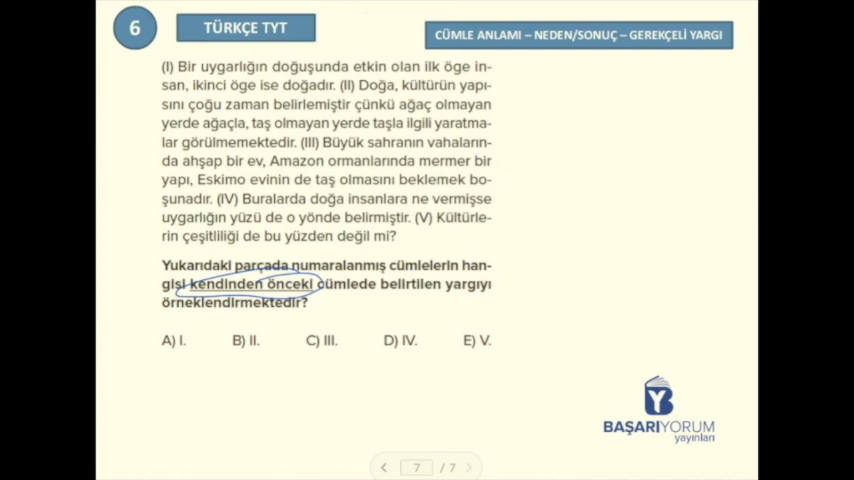 6
TÜRKÇE TYT
CÜMLE ANLAMI – NEDEN/SONUÇ – GEREKÇELİ YARGI
(I) Bir uygarlığın doğuşunda etkin olan ilk öge in-
san, ikinci öge ise doğadır. (II) Doğa, kültürün yapı-
sını çoğu zaman belirlemiştir çünkü ağaç olmayan
yerde ağaçla, taş olmayan yerde taşla ilgili yaratma-
lar görülmemektedir. (III) Büyük sahranın vahaların-
da ahşap bir ev, Amazon ormanlarında mermer bir
yapı, Eskimo evinin de taş olmasını beklemek bo-
şunadır. (IV) Buralarda doğa insanlara ne vermişse
uygarlığın yüzü de o yönde belirmiştir. (V) Kültürle-
rin çeşitliliği de bu yüzden değil mi?
Yukarıdaki parçada numaralanmış cümlelerin han-
gisi kendinden önceki cümlede belirtilen yargıyı
örneklendirmektedir?
A) I. B) II. C) III. D) IV. E) V.
BAŞARIYORUM
yayınları
< 7 / 7 >